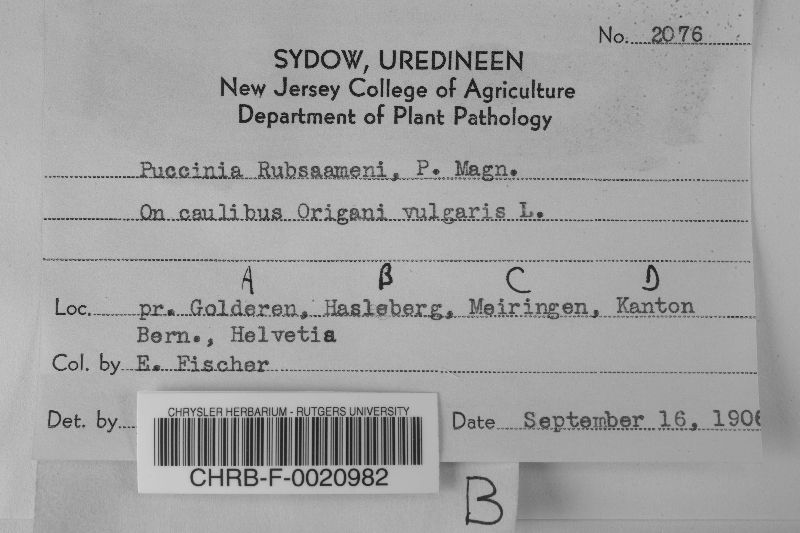 No. 2076
SYDOW, UREDINEEN
New Jersey College of Agriculture
Department of Plant Pathology
Puccinia Rubsaameni, P. Magn.
On caulibus Origani vulgaris L.
A B C D
Loc. pr. Golderen, Hasleberg, Meiringen, Kanton
Bern., Helvetia
Col. by E. Fischer
Det. by
Date September 16, 1906
CHRYSLER HERBARIUM - RUTGERS UNIVERSITY
CHRB-F-0020982
B